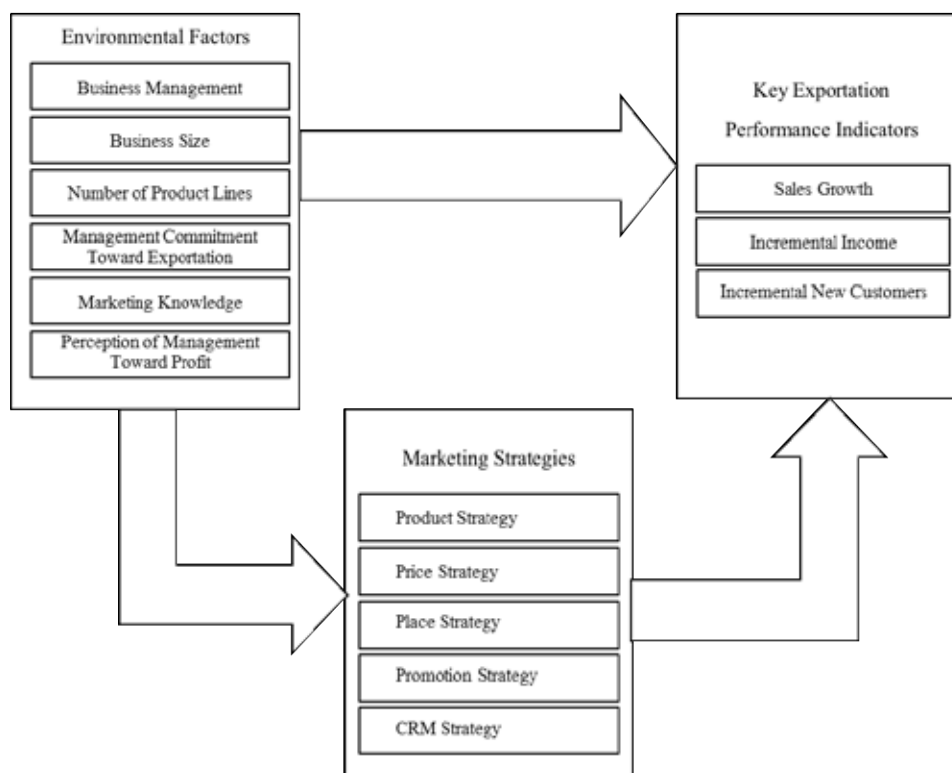 Environmental Factors
Business Management
Business Size
Number of Product Lines
Management Commitment
Toward Exportation
Marketing Knowledge
Perception of Management
Toward Profit
Key Exportation
Performance Indicators
Sales Growth
Incremental Income
Incremental New Customers
Marketing Strategies
Product Strategy
Price Strategy
Place Strategy
Promotion Strategy
CRM Strategy